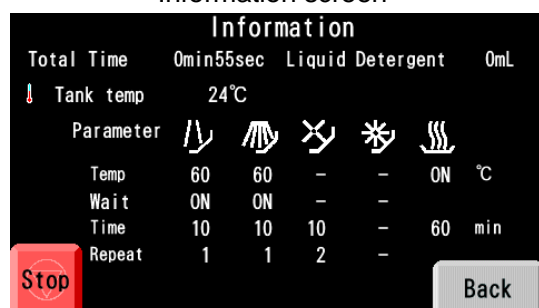 Information screen
Information
Total Time 0min55sec Liquid Detergent 0mL
Tank temp 24℃
Parameter
Temp 60 60 − − ON ℃
Wait ON ON − −
Time 10 10 10 − 60 min
Repeat 1 1 2 −
Stop
Back